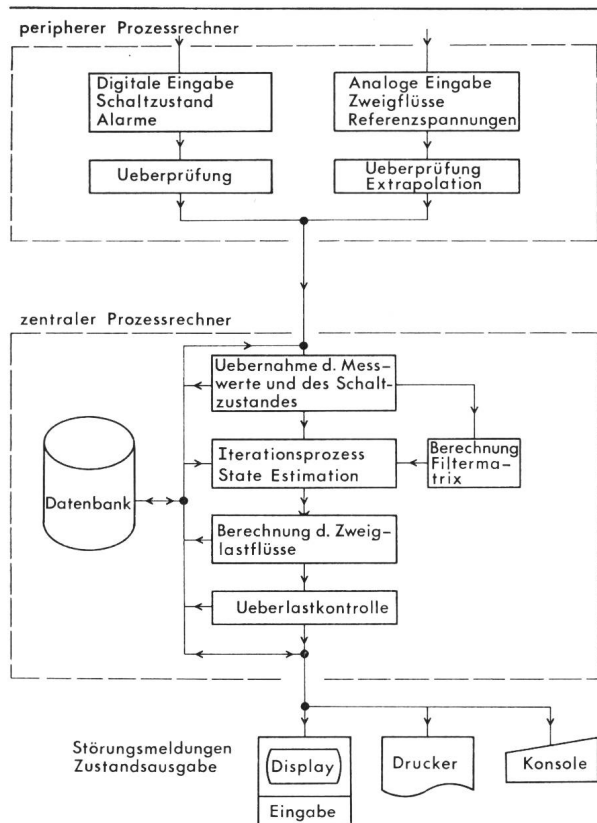 peripherer Prozessrechner
Digitale Eingabe
Schaltzustand
Alarme
Analoge Eingabe
Zweigflüsse
Referenzspannungen
Ueberprüfung
Ueberprüfung
Extrapolation
zentraler Prozessrechner
Uebernahme d. Mess-
werte und des Schalt-
zustandes
Iterationsprozess
State Estimation
Berechnung
Filterma-
trix
Datenbank
Berechnung d. Zweig-
lastflüsse
Ueberlastkontrolle
Störungsmeldungen
Zustandsausgabe
Display
Eingabe
Drucker
Konsole